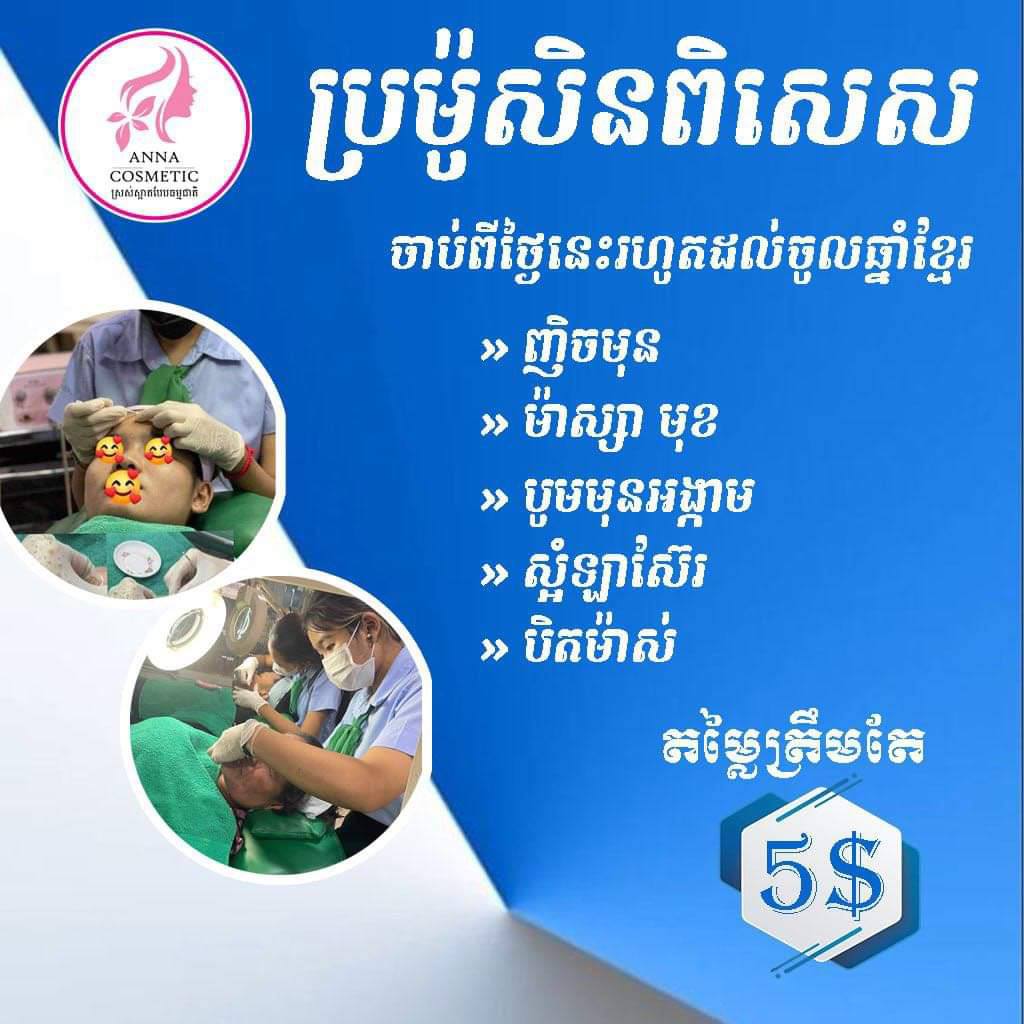 ANNA
COSMETIC
ស្រស់ស្អាតបែបធម្មជាតិ
ប្រម៉ូសិនពិសេស
ចាប់ពីថ្ងៃនេះរហូតដល់ចូលឆ្នាំខ្មែរ
» ញិចមុន
» ម៉ាស្សា មុខ
» បូមមុនអង្កាម
» ស្អំឡាស៊ែរ
» បិតម៉ាស់
តម្លៃត្រឹមតែ
5$